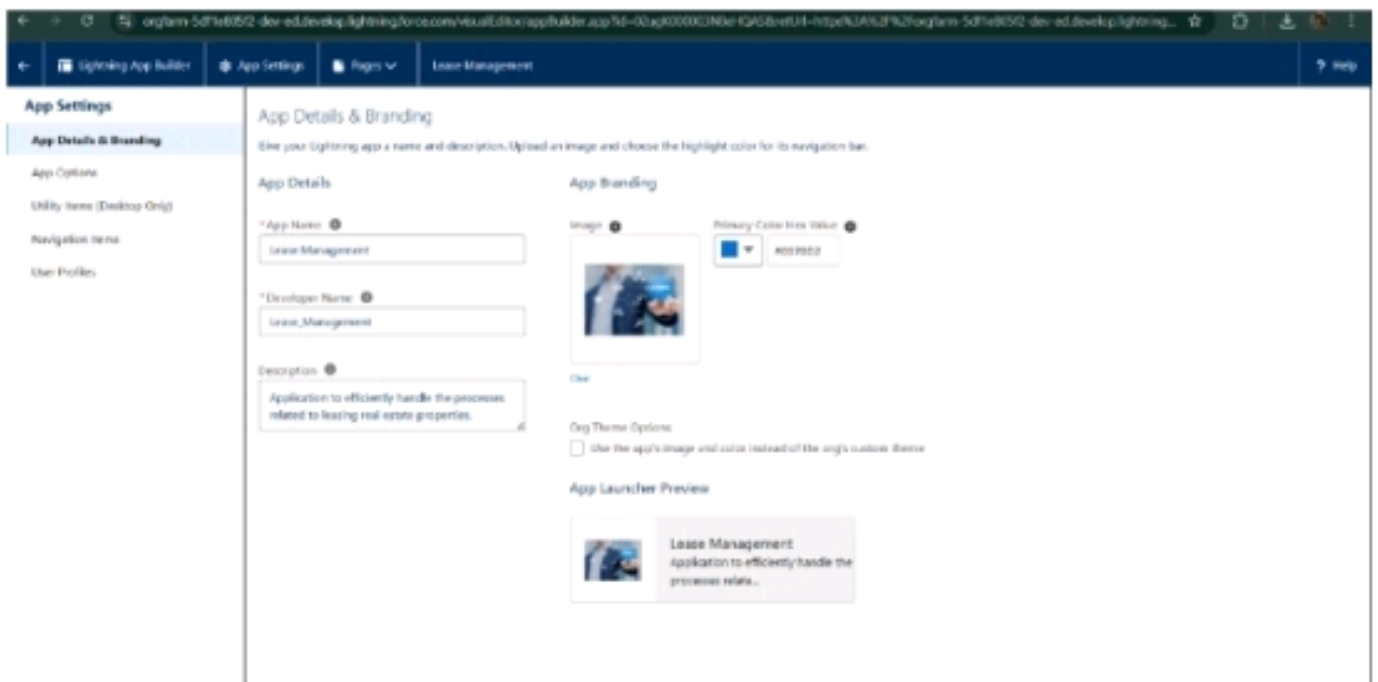 Lightning App Builder
App Settings
Pages
Lease Management
? Help
App Settings
App Details & Branding
App Options
Utility Items (Desktop Only)
Navigation Items
User Profiles
App Details & Branding
Give your Lightning app a name and description. Upload an image and choose the highlight color for its navigation bar.
App Details
App Branding
*App Name
Lease Management
*Developer Name
Lease_Management
Description
Application to efficiently handle the processes
related to leasing real estate properties.
Image
Primary Color Hex Value
Clear
Org Theme Options
Use the app's image and color instead of the org's custom theme
App Launcher Preview
Lease Management
Application to efficiently handle the
processes relate...